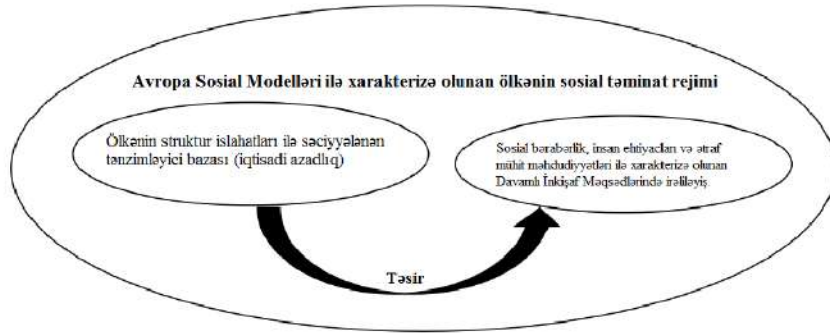 Avropa Sosial Modelləri ilə xarakterizə olunan ölkənin sosial təminat rejimi
Ölkənin struktur islahatları ilə səciyyələnən
tənzimləyici bazası (iqtisadi azadlıq)
Sosial bərabərlik, insan ehtiyacları və ətraf
mühit məhdudiyyətləri ilə xarakterizə olunan
Davamlı İnkişaf Məqsədlərində irəliləyiş
Təsir